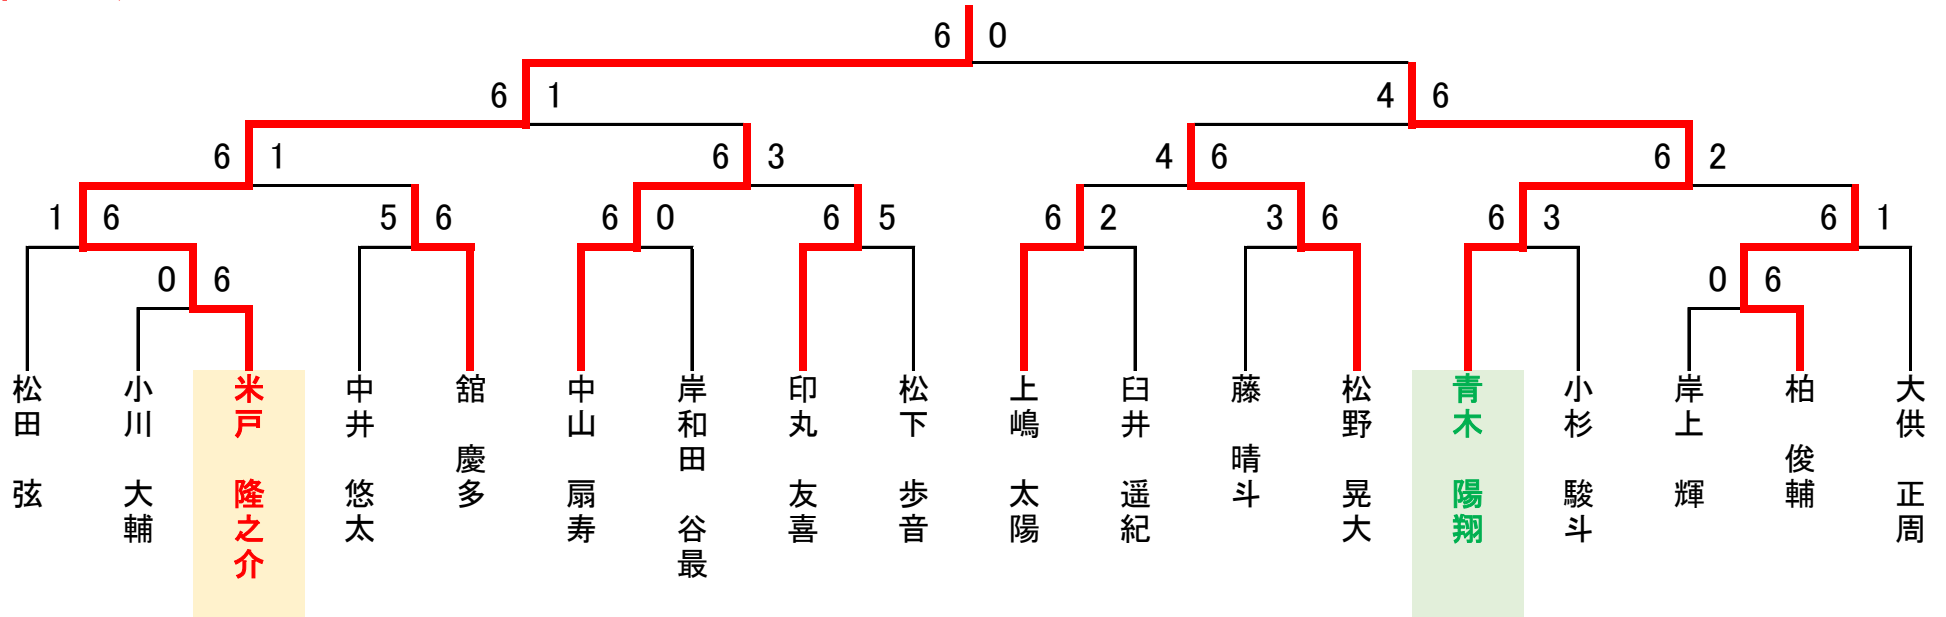 6 0
6 1 4 6
6 1 6 3 4 6 6 2
1 6 5 6 6 0 6 5 6 2 3 6 6 3 6 1
0 6 0 6
松田 弦
小川 大輔
米戸 隆之介
中井 悠太
舘 慶多
中山 扇寿
岸和田 谷最
印丸 友喜
松下 歩音
上嶋 太陽
臼井 遥紀
藤 晴斗
松野 晃大
青木 陽翔
小杉 駿斗
岸上 輝
柏 俊輔
大供 正周